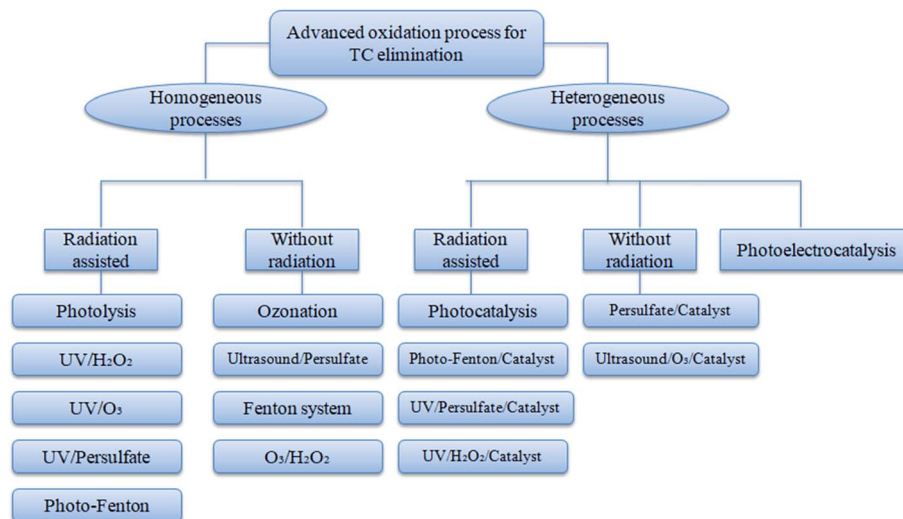 Advanced oxidation process for
TC elimination
Homogeneous
processes
Heterogeneous
processes
Radiation
assisted
Without
radiation
Radiation
assisted
Without
radiation
Photoelectrocatalysis
Photolysis
UV/H₂O₂
UV/O₃
UV/Persulfate
Photo-Fenton
Ozonation
Ultrasound/Persulfate
Fenton system
O₃/H₂O₂
Photocatalysis
Photo-Fenton/Catalyst
UV/Persulfate/Catalyst
UV/H₂O₂/Catalyst
Persulfate/Catalyst
Ultrasound/O₃/Catalyst